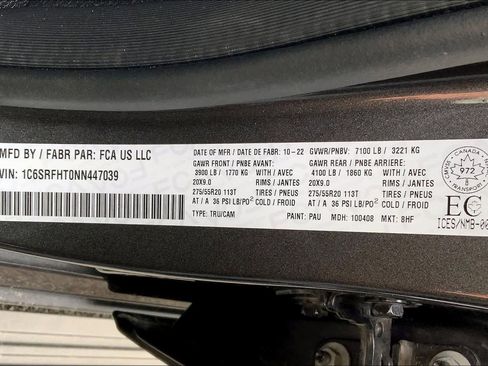 MFD BY / FABR PAR: FCA US LLC
VIN: 1C6SRFHT0NN447039
DATE OF MFR / DATE DE FABR: 10-22 GVWR/PNBV: 7100 LB / 3221 KG
GAWR FRONT / PNBE AVANT: GAWR REAR / PNBE ARRIERE:
3900 LB / 1770 KG WITH / AVEC 4100 LB / 1860 KG WITH / AVEC
20X9.0 RIMS / JANTES 20X9.0 RIMS / JANTES
275/55R20 113T TIRES / PNEUS 275/55R20 113T TIRES / PNEUS
AT / A 36 PSI LB/PO² COLD / FROID AT / A 36 PSI LB/PO² COLD / FROID
TYPE: TRU/CAM PAINT: PAU MDH: 100408 MKT: 8HF
CANADA
972
EC
ICES/NMB-00